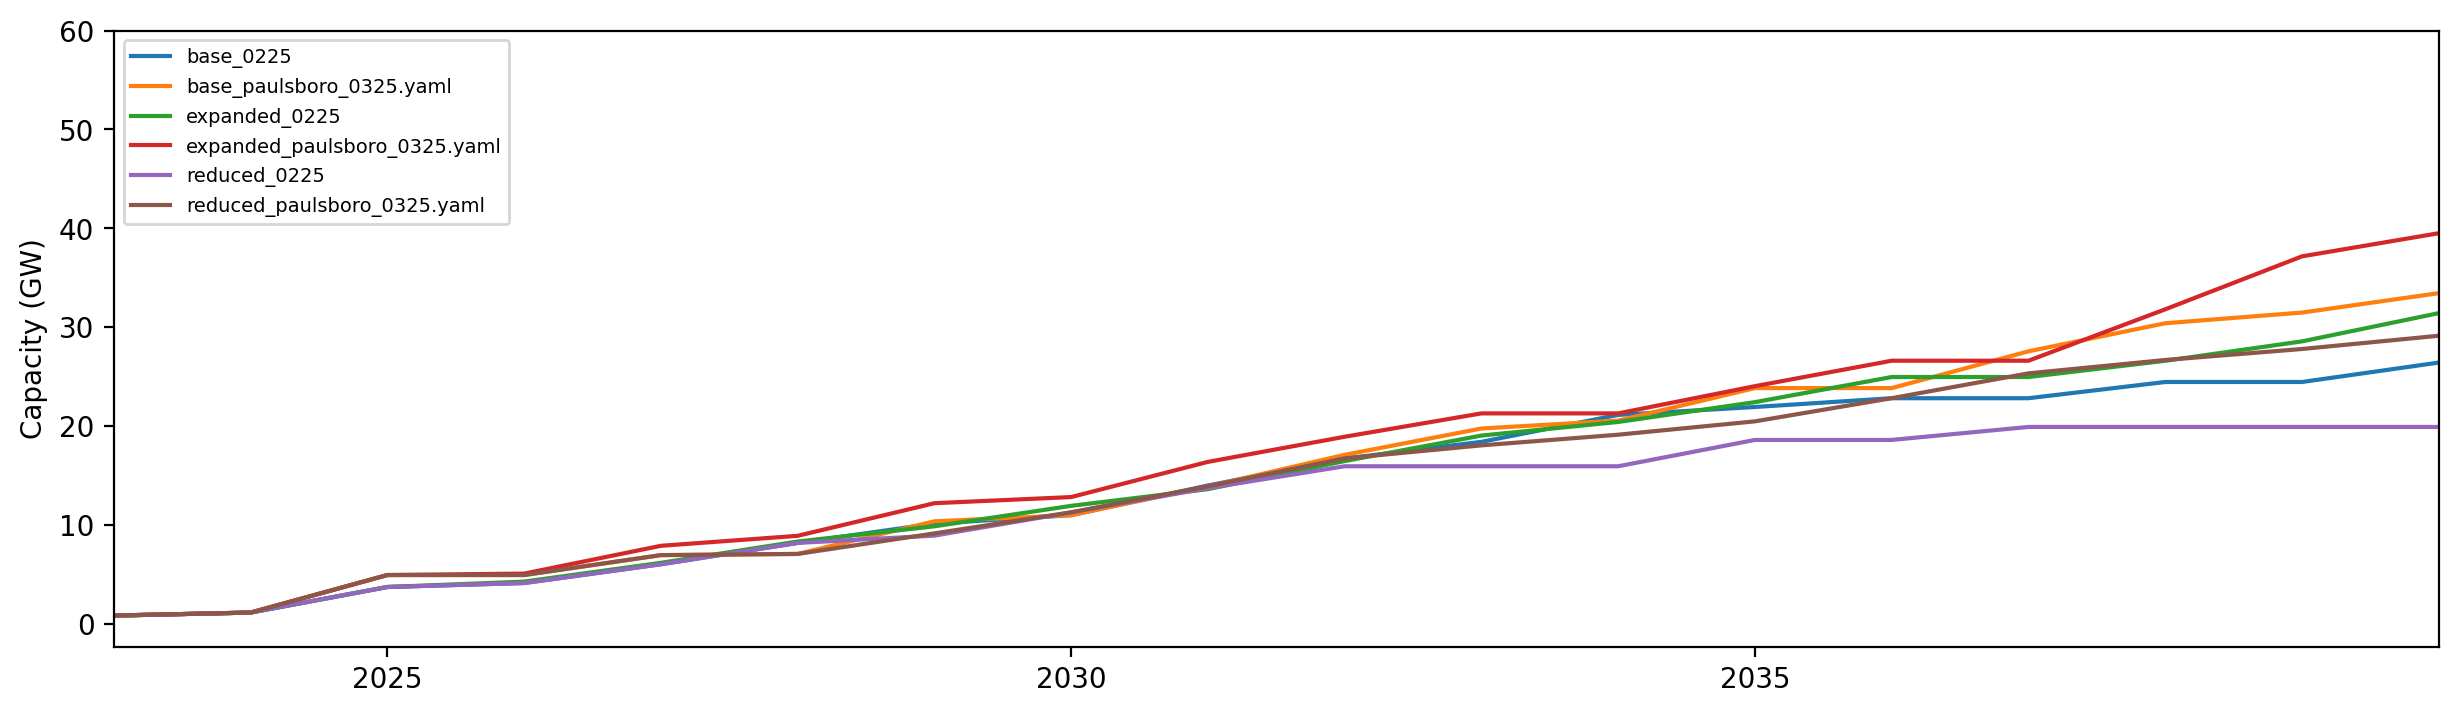 60
50
40
30
20
10
0
Capacity (GW)
base_0225
base_paulsboro_0325.yaml
expanded_0225
expanded_paulsboro_0325.yaml
reduced_0225
reduced_paulsboro_0325.yaml
2025
2030
2035